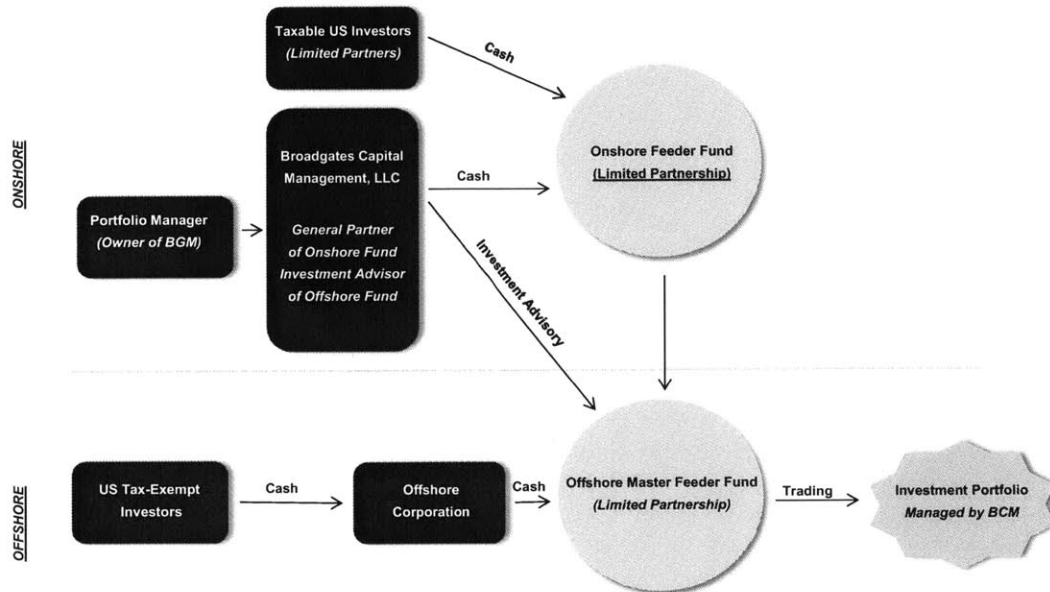 ONSHORE
Taxable US Investors
(Limited Partners)
Cash
Onshore Feeder Fund
(Limited Partnership)
Broadgates Capital
Management, LLC
General Partner
of Onshore Fund
Investment Advisor
of Offshore Fund
Cash
Portfolio Manager
(Owner of BGM)
Investment Advisory
OFFSHORE
US Tax-Exempt
Investors
Cash
Offshore
Corporation
Cash
Offshore Master Feeder Fund
(Limited Partnership)
Trading
Investment Portfolio
Managed by BCM